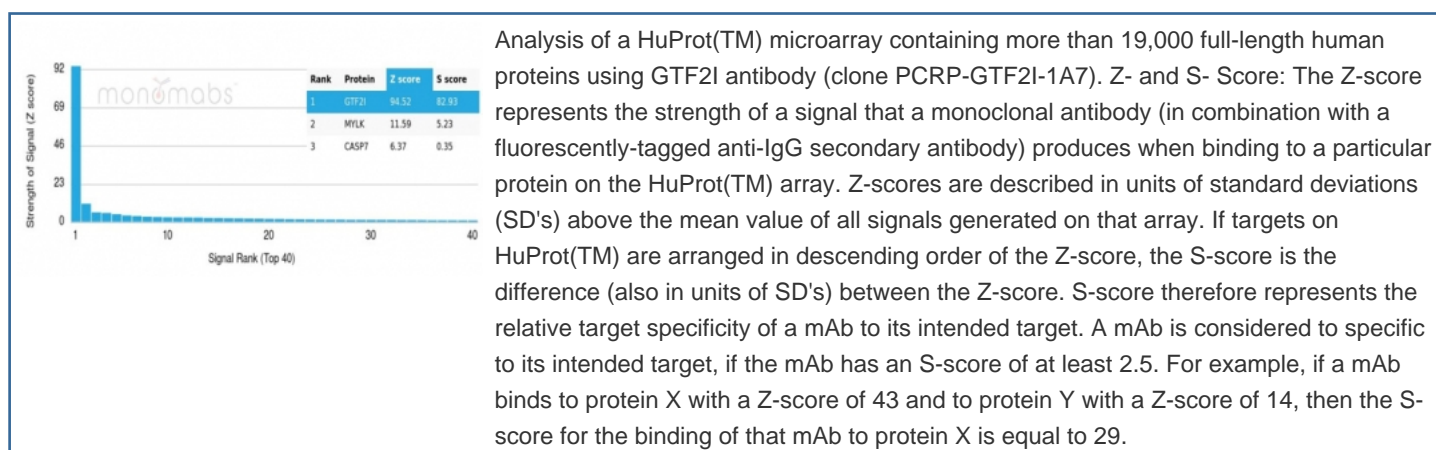 92
69
46
23
0
Strength of Signal (Z score)
monomabs
Rank Protein Z score S score
1 GTF2I 94.52 82.93
2 MYLK 11.59 5.23
3 CASP7 6.37 0.35
1 10 20 30 40
Signal Rank (Top 40)
Analysis of a HuProt(TM) microarray containing more than 19,000 full-length human
proteins using GTF2I antibody (clone PCRP-GTF2I-1A7). Z- and S- Score: The Z-score
represents the strength of a signal that a monoclonal antibody (in combination with a
fluorescently-tagged anti-IgG secondary antibody) produces when binding to a particular
protein on the HuProt(TM) array. Z-scores are described in units of standard deviations
(SD's) above the mean value of all signals generated on that array. If targets on
HuProt(TM) are arranged in descending order of the Z-score, the S-score is the
difference (also in units of SD's) between the Z-score. S-score therefore represents the
relative target specificity of a mAb to its intended target. A mAb is considered to specific
to its intended target, if the mAb has an S-score of at least 2.5. For example, if a mAb
binds to protein X with a Z-score of 43 and to protein Y with a Z-score of 14, then the S-
score for the binding of that mAb to protein X is equal to 29.